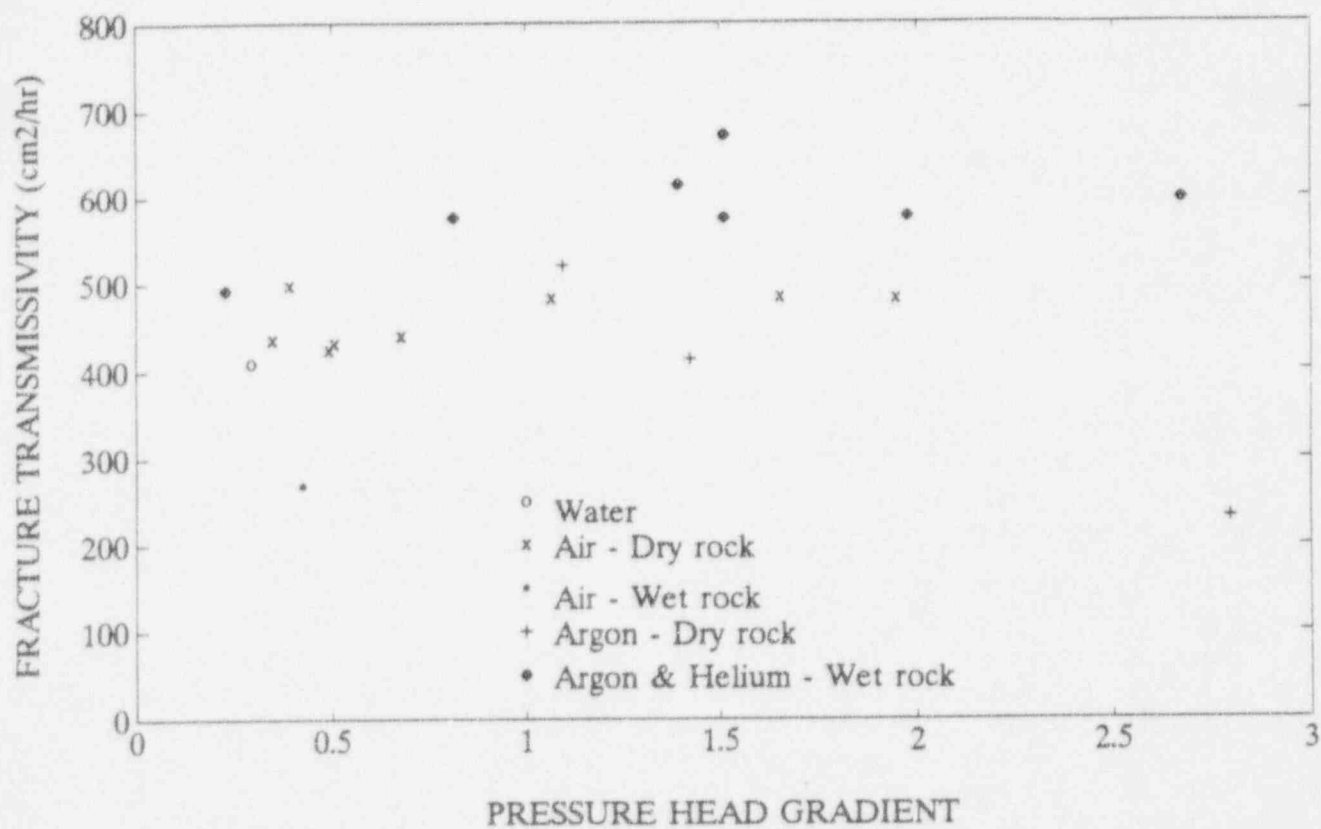 FRACTURE TRANSMISSIVITY (cm2/hr)
800
700
600
500
400
300
200
100
0
o Water
x Air - Dry rock
* Air - Wet rock
+ Argon - Dry rock
● Argon & Helium - Wet rock
0 0.5 1 1.5 2 2.5 3
PRESSURE HEAD GRADIENT